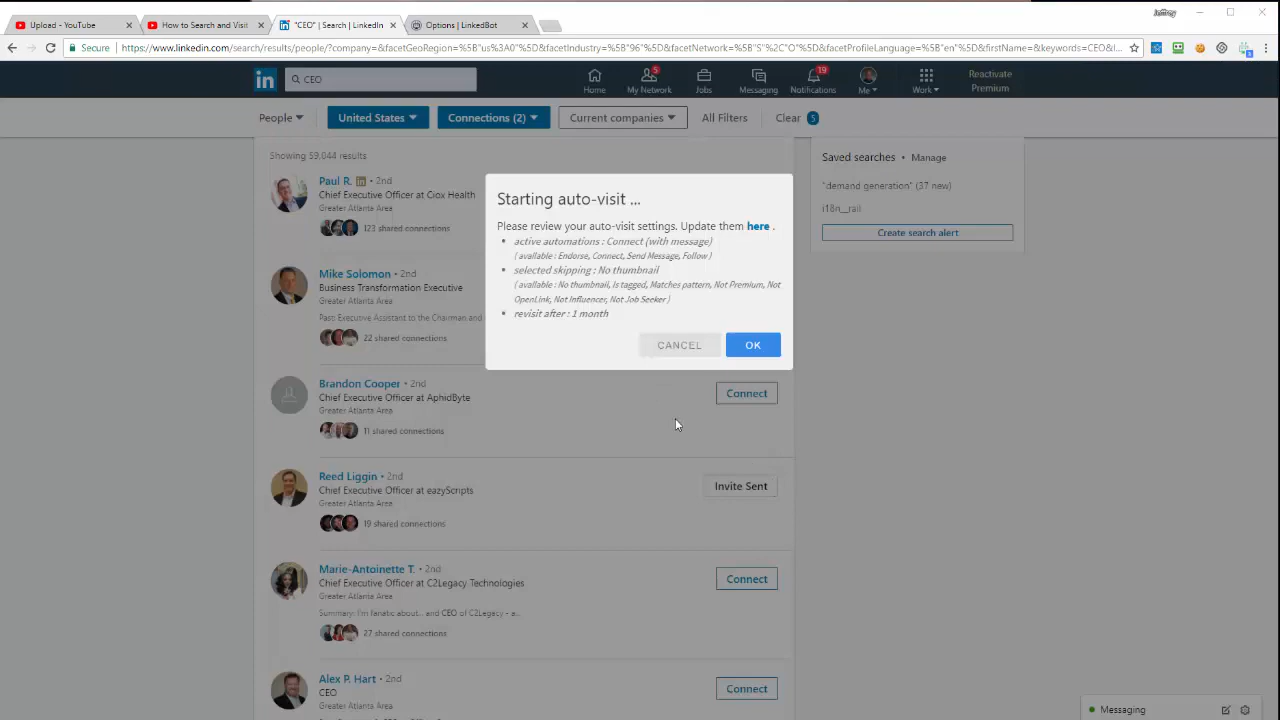 Upload - YouTube
How to Search and Visit
"CEO" | Search | LinkedIn
Options | LinkedBot
Secure
https://www.linkedin.com/search/results/people/?company=&facetGeoRegion=%5B"us%3A0"%5D&facetIndustry=%5B"96"%5D&facetNetwork=%5B"S"%2C"O"%5D&facetProfileLanguage=%5B"en"%5D&firstName=&keywords=CEO&l...
in
CEO
5
19
Home
My Network
Jobs
Messaging
Notifications
Me
Work
Reactivate
Premium
People
United States
Connections (2)
Current companies
All Filters
Clear 5
Showing 59,044 results
Paul R. in • 2nd
Chief Executive Officer at Ciox Health
Greater Atlanta Area
123 shared connections
Mike Solomon • 2nd
Business Transformation Executive
Greater Atlanta Area
Past: Executive Assistant to the Chairman and
22 shared connections
Brandon Cooper • 2nd
Chief Executive Officer at AphidByte
Greater Atlanta Area
11 shared connections
Connect
Reed Liggin • 2nd
Chief Executive Officer at eazyScripts
Greater Atlanta Area
19 shared connections
Invite Sent
Marie-Antoinette T. • 2nd
Chief Executive Officer at C2Legacy Technologies
Greater Atlanta Area
Summary: I'm fanatic about... and CEO of C2Legacy - a...
27 shared connections
Connect
Alex P. Hart • 2nd
CEO
Greater Atlanta Area
Connect
Starting auto-visit ...
Please review your auto-visit settings. Update them here .
active automations : Connect (with message)
( available : Endorse, Connect, Send Message, Follow )
selected skipping : No thumbnail
( available : No thumbnail, Is tagged, Matches pattern, Not Premium, Not
OpenLink, Not Influencer, Not Job Seeker )
revisit after : 1 month
CANCEL
OK
Saved searches • Manage
"demand generation" (37 new)
i18n_rail
Create search alert
Messaging